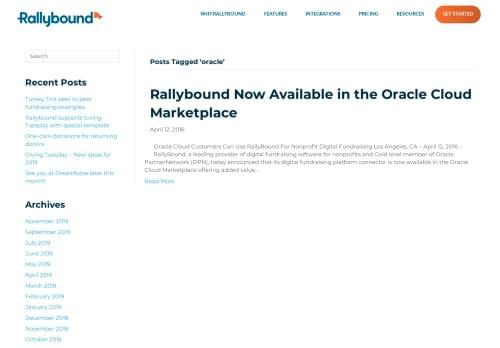 Rallybound
WHY RALLYBOUND
FEATURES
INTEGRATIONS
PRICING
RESOURCES
GET STARTED
Search
Recent Posts
Turkey Trot peer to peer
fundraising examples
Rallybound supports Giving
Tuesday with special template
One-click donations for returning
donors
Giving Tuesday – New ideas for
2019
See you at Dreamforce later this
month!
Archives
November 2019
September 2019
July 2019
June 2019
May 2019
April 2019
March 2019
February 2019
January 2019
December 2018
November 2018
October 2018
Posts Tagged 'oracle'
Rallybound Now Available in the Oracle Cloud
Marketplace
April 12, 2016
Oracle Cloud Customers Can Use RallyBound For Nonprofit Digital Fundraising Los Angeles, CA – April 12, 2016 –
RallyBound, a leading provider of digital fundraising software for nonprofits and Gold level member of Oracle
PartnerNetwork (OPN), today announced that its digital fundraising platform connector is now available in the Oracle
Cloud Marketplace offering added value...
Read More